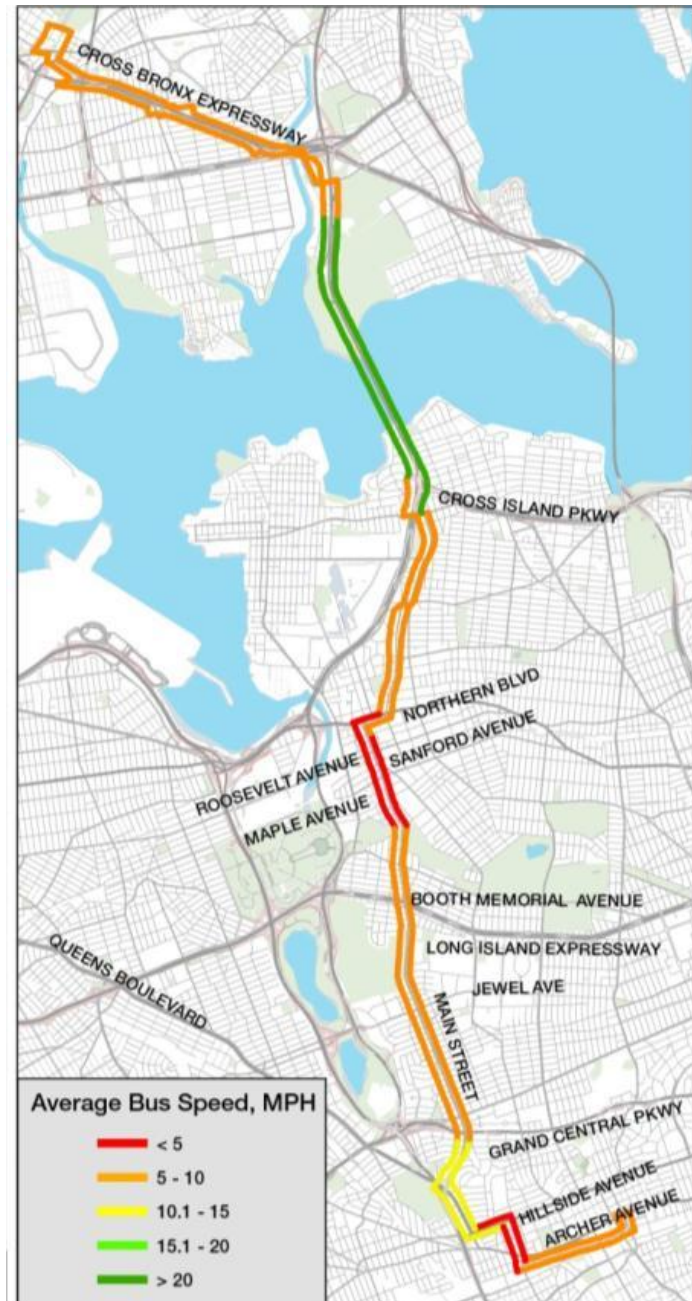 CROSS BRONX EXPRESSWAY
CROSS ISLAND PKWY
NORTHERN BLVD
SANFORD AVENUE
ROOSEVELT AVENUE
MAPLE AVENUE
BOOTH MEMORIAL AVENUE
LONG ISLAND EXPRESSWAY
QUEENS BOULEVARD
JEWEL AVE
MAIN STREET
GRAND CENTRAL PKWY
HILLSIDE AVENUE
ARCHER AVENUE
Average Bus Speed, MPH
< 5
5 - 10
10.1 - 15
15.1 - 20
> 20